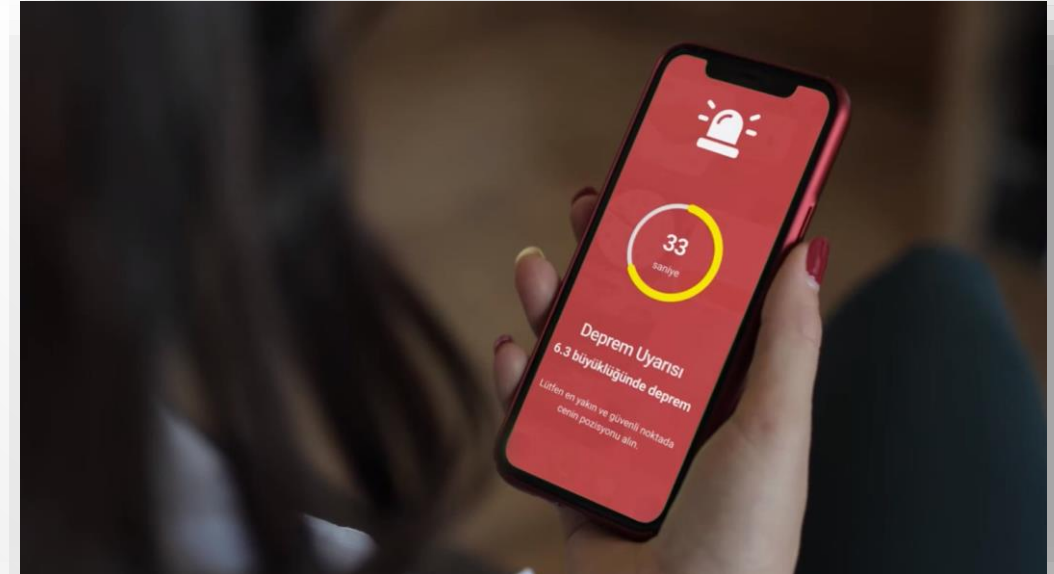 33
saniye
Deprem Uyarısı
6.3 büyüklüğünde deprem
Lütfen en yakın ve güvenli noktada
cenin pozisyonu alın.